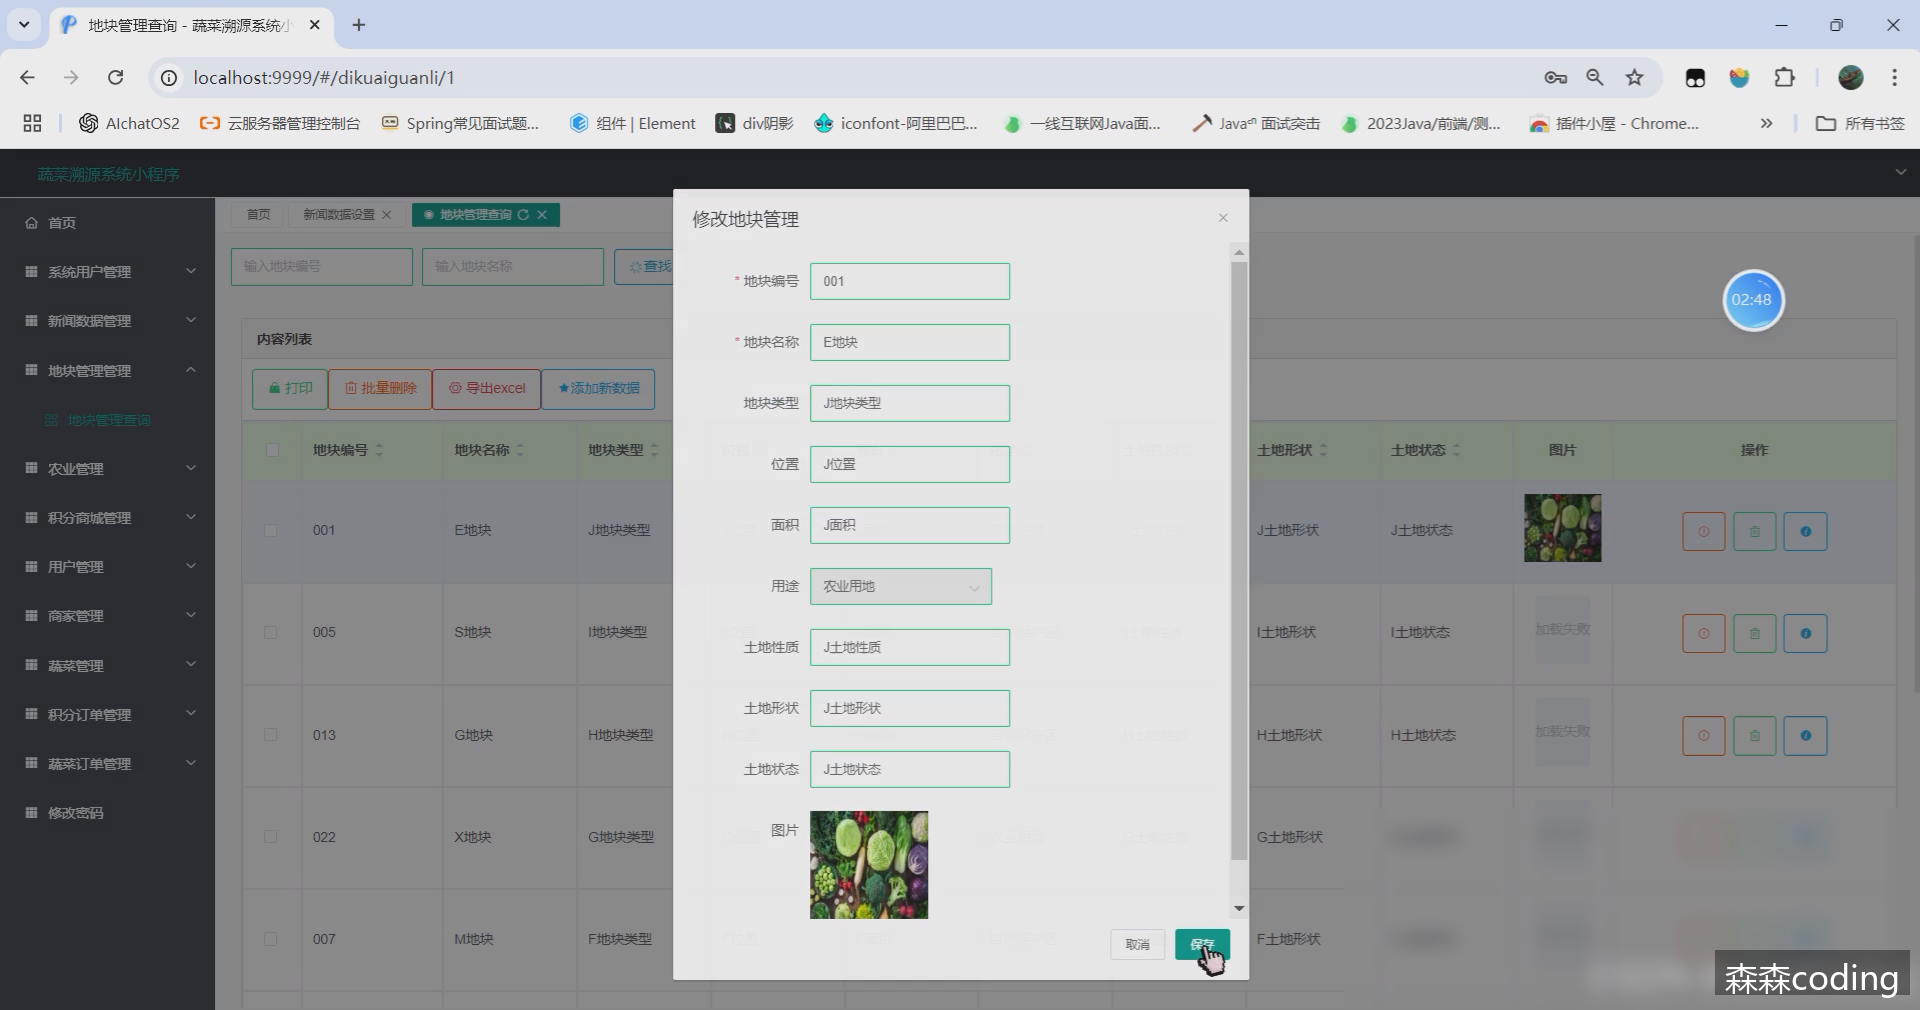 地块管理查询 - 蔬菜溯源系统小
localhost:9999/#/dikuaiguanli/1
AIchatOS2
云服务器管理控制台
Spring常见面试题...
组件 | Element
div阴影
iconfont-阿里巴巴...
一线互联网Java面...
Java 面试突击
2023Java/前端/测...
插件小屋 - Chrome...
所有书签
蔬菜溯源系统小程序
首页
系统用户管理
新闻数据管理
地块管理管理
地块管理查询
农业管理
积分商城管理
用户管理
商家管理
蔬菜管理
积分订单管理
蔬菜订单管理
修改密码
首页
新闻数据设置
地块管理查询
输入地块编号
输入地块名称
查找
内容列表
打印
批量删除
导出excel
添加新数据
地块编号
地块名称
地块类型
土地形状
土地状态
图片
操作
001
E地块
J地块类型
J土地形状
J土地状态
005
S地块
I地块类型
I土地形状
I土地状态
加载失败
013
G地块
H地块类型
H土地形状
H土地状态
加载失败
022
X地块
G地块类型
G土地形状
007
M地块
F地块类型
F土地形状
修改地块管理
* 地块编号
001
* 地块名称
E地块
地块类型
J地块类型
位置
J位置
面积
J面积
用途
农业用地
土地性质
J土地性质
土地形状
J土地形状
土地状态
J土地状态
图片
取消
保存
02:48
森森coding